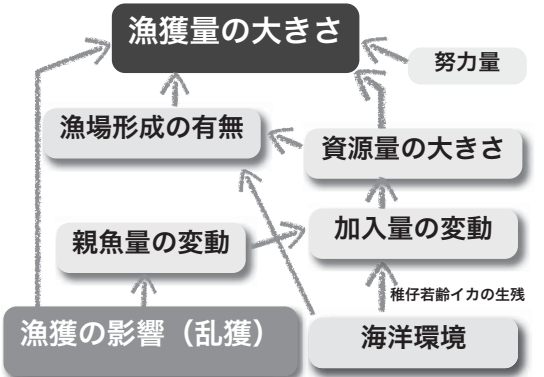 漁獲量の大きさ
努力量
漁場形成の有無
資源量の大きさ
親魚量の変動
加入量の変動
稚仔若齢イカの生残
漁獲の影響（乱獲）
海洋環境